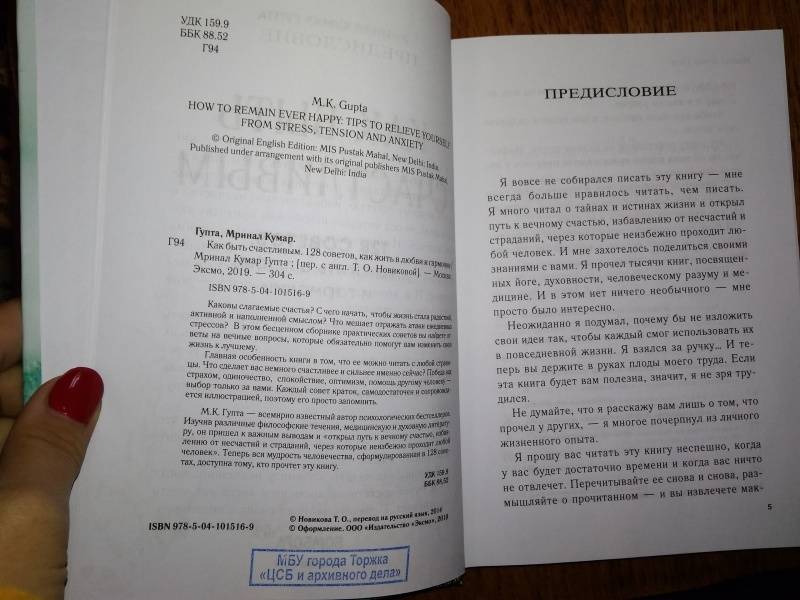 УДК 159.9
ББК 88.52
Г94
M.K. Gupta
HOW TO REMAIN EVER HAPPY: TIPS TO RELIEVE YOURSELF
FROM STRESS, TENSION AND ANXIETY
© Original English Edition: MIS Pustak Mahal, New Delhi: India
Published under arrangement with its original publishers MIS Pustak Mahal,
New Delhi: India
Гупта, Мринал Кумар.
Г94 Как быть счастливым. 128 советов, как жить в любви и гармонии /
Мринал Кумар Гупта ; [пер. с англ. Т. О. Новиковой]. — Москва:
Эксмо, 2019. — 304 с.
ISBN 978-5-04-101516-9
Каковы слагаемые счастья? С чего начать, чтобы жизнь стала радостной,
активной и наполненной смыслом? Что мешает отражать атаки ежедневных
стрессов? В этом бесценном сборнике практических советов вы найдете от-
веты на вечные вопросы, которые обязательно помогут вам изменить свою
жизнь к лучшему.
Главная особенность книги в том, что ее можно читать с любой страни-
цы. Что сделает вас немного счастливее и сильнее именно сейчас? Победа над
страхом, одиночество, спокойствие, оптимизм, помощь другому человеку —
выбор только за вами. Каждый совет краток, самодостаточен и сопровожда-
ется иллюстрацией, поэтому его просто запомнить.
М.К. Гупта — всемирно известный автор психологических бестселлеров.
Изучив различные философские течения, медицинскую и духовную литерату-
ру, он пришел к важным выводам и «открыл путь к вечному счастью, избав-
лению от несчастий и страданий, через которые неизбежно проходит любой
человек». Теперь вся мудрость человечества, сформулированная в 128 сове-
тах, доступна тому, кто прочтет эту книгу.
УДК 159.9
ББК 88.52
© Новикова Т. О., перевод на русский язык, 2014
ISBN 978-5-04-101516-9 © Оформление. ООО «Издательство «Эксмо», 2019
МБУ города Торжка
«ЦСБ и архивного дела»
ПРЕДИСЛОВИЕ
Я вовсе не собирался писать эту книгу — мне
всегда больше нравилось читать, чем писать.
Я много читал о тайнах и истинах жизни и открыл
путь к вечному счастью, избавлению от несчастий и
страданий, через которые неизбежно проходит лю-
бой человек. И мне захотелось поделиться своими
знаниями с вами. Я прочел тысячи книг, посвящен-
ных йоге, духовности, человеческому разуму и ме-
дицине. И в этом нет ничего необычного — мне
просто было интересно.
Неожиданно я подумал, почему бы не изложить
свои идеи так, чтобы каждый смог использовать их
в повседневной жизни. Я взялся за ручку... И те-
перь вы держите в руках плоды моего труда. Если
эта книга будет вам полезна, значит, я не зря тру-
дился.
Не думайте, что я расскажу вам лишь о том, что
прочел у других, — я многое почерпнул из личного
жизненного опыта.
Я прошу вас читать эту книгу неспешно, когда
у вас будет достаточно времени и когда вас ничто
не отвлечет. Перечитывайте ее снова и снова, раз-
мышляйте о прочитанном — и вы извлечете мак-
5